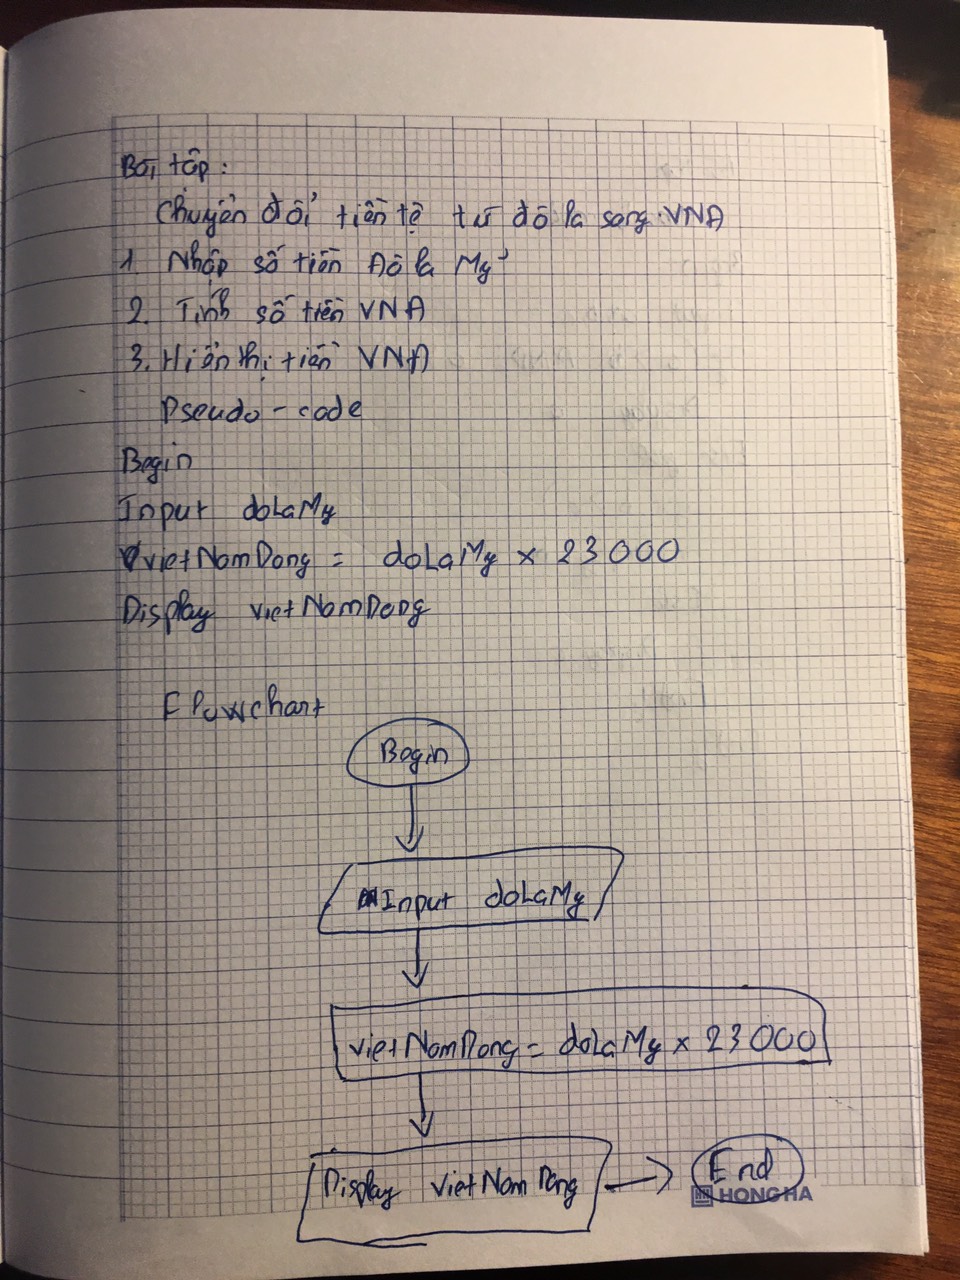 Bài tập:
Chuyển đổi tiền tệ từ đô la sang VNĐ
1. Nhập số tiền Đô la Mỹ
2. Tính số tiền VNĐ
3. Hiển thị tiền VNĐ
Pseudo-code
Begin
Input doLaMy
vietNamDong = doLaMy x 23000
Display vietNamDong
Flowchart
Begin
Input doLaMy
vietNamDong = doLaMy x 23000
Display vietNamDong
End
HONG HA